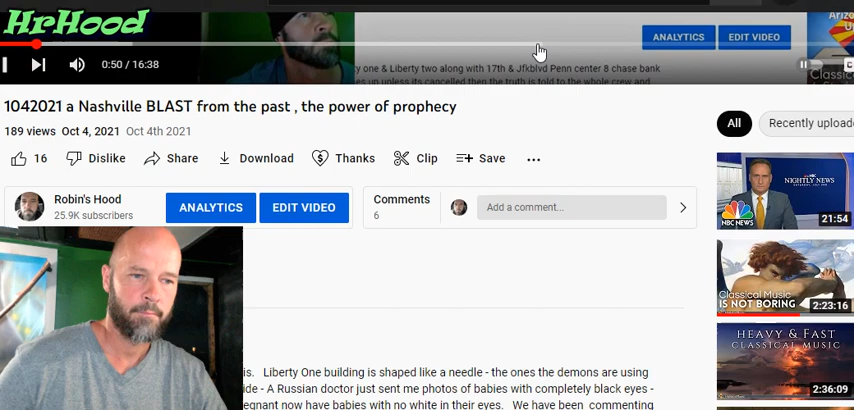 HrHood
ANALYTICS
EDIT VIDEO
y one & Liberty two along with 17th & Jfkblvd Penn center 8 chase bank
es up unless its cancelled then the truth is told to the whole crew and
0:50 / 16:38
Classic
1042021 a Nashville BLAST from the past , the power of prophecy
189 views Oct 4, 2021 Oct 4th 2021
16
Dislike
Share
Download
Thanks
Clip
Save
All
Recently uploade
Robin's Hood
25.9K subscribers
ANALYTICS
EDIT VIDEO
Comments
6
Add a comment...
NBC NEWS
NIGHTLY NEWS
21:54
Classical Music
IS NOT BORING
2:23:16
HEAVY & FAST
CLASSICAL MUSIC
2:36:09
is. Liberty One building is shaped like a needle - the ones the demons are using
ide - A Russian doctor just sent me photos of babies with completely black eyes -
egnant now have babies with no white in their eyes. We have been commenting